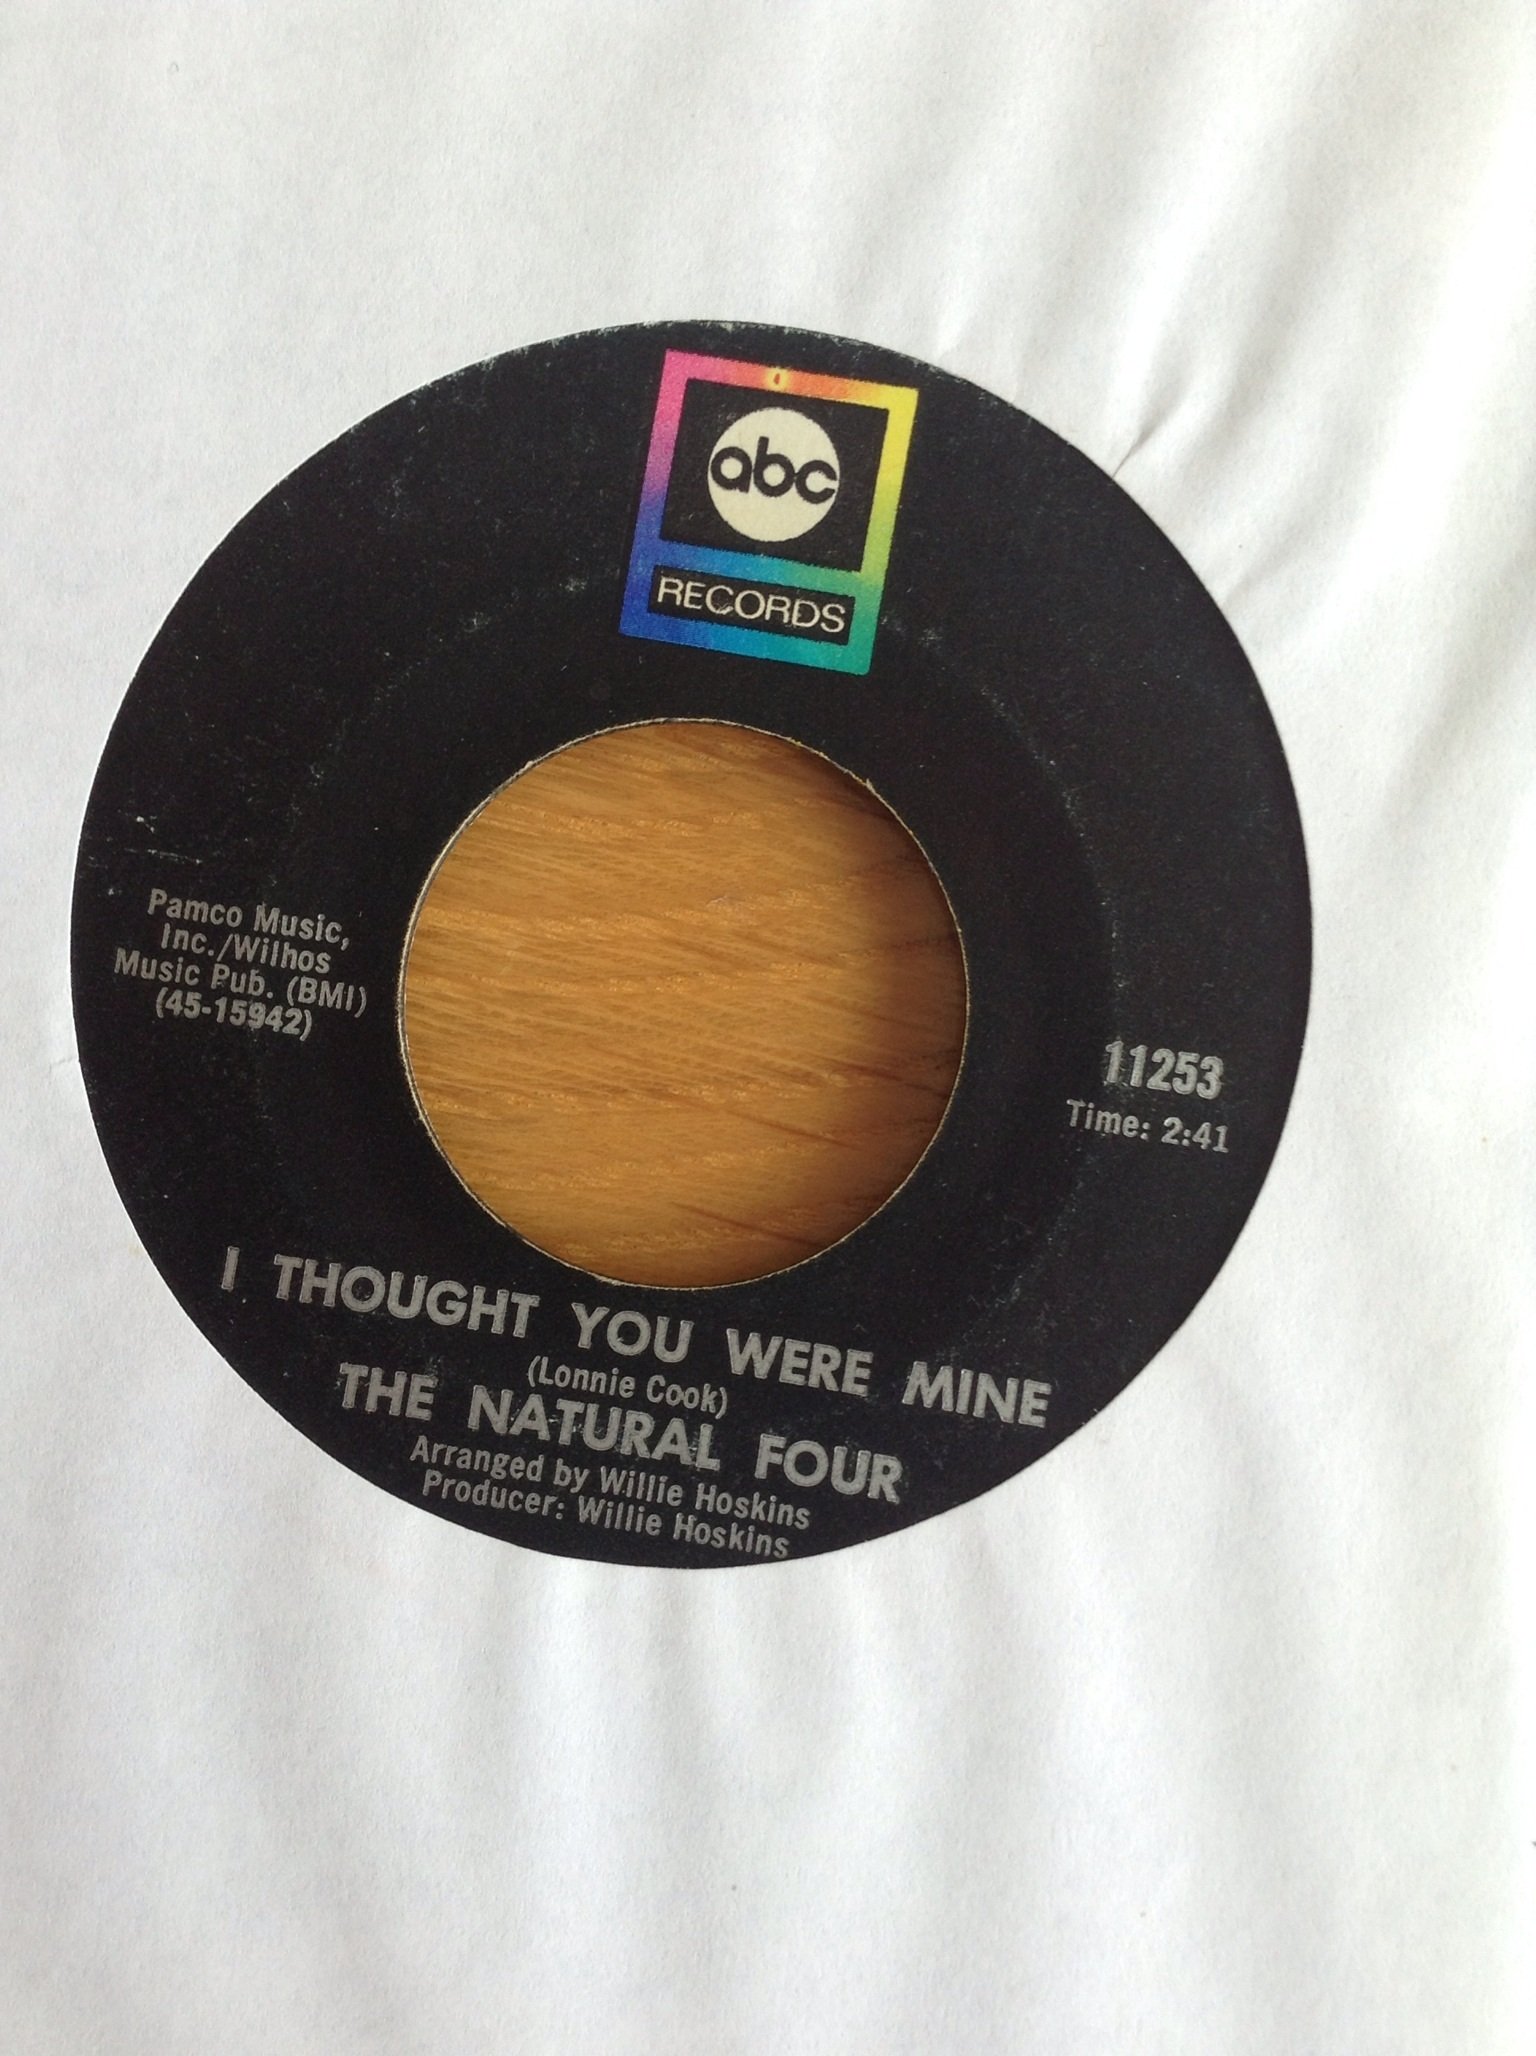 abc
RECORDS
Pamco Music,
Inc./Wilhos
Music Pub. (BMI)
(45-15942)
11253
Time: 2:41
I THOUGHT YOU WERE MINE
(Lonnie Cook)
THE NATURAL FOUR
Arranged by Willie Hoskins
Producer: Willie Hoskins